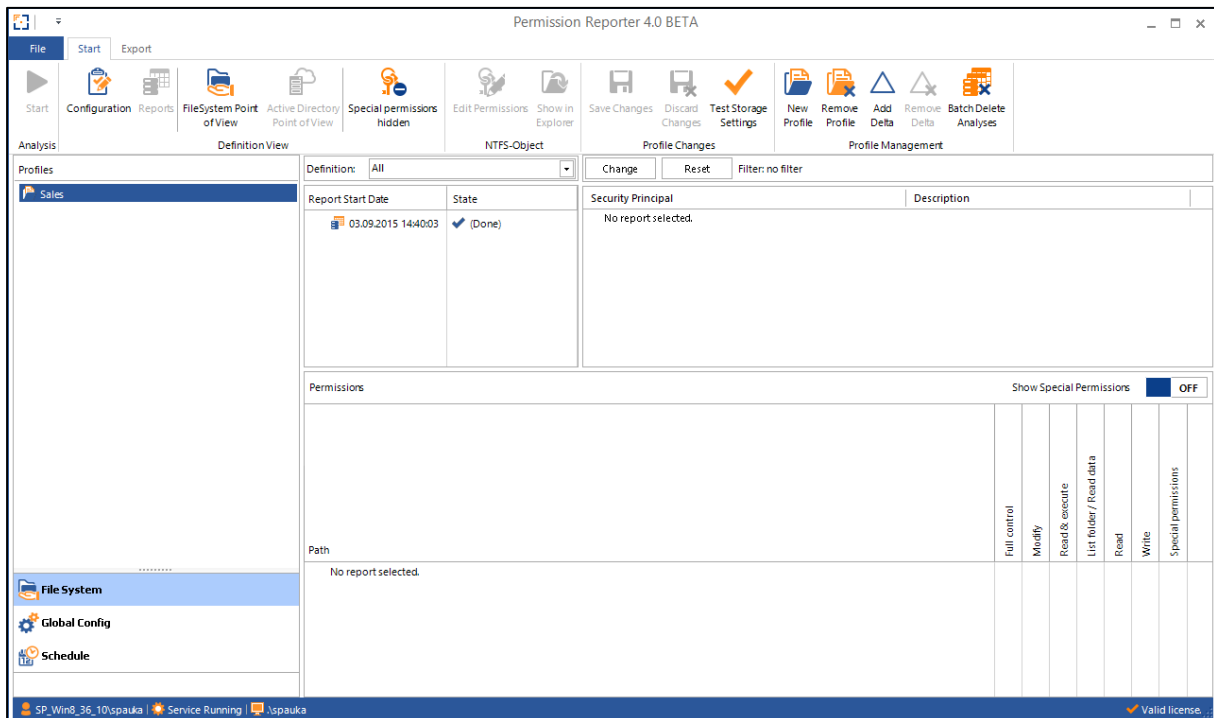 Permission Reporter 4.0 BETA
File
Start
Export
Start
Configuration
Reports
FileSystem Point
of View
Active Directory
Point of View
Special permissions
hidden
Edit Permissions
Show in
Explorer
Save Changes
Discard
Changes
Test Storage
Settings
New
Profile
Remove
Profile
Add
Delta
Remove
Delta
Batch Delete
Analyses
Analysis
Definition View
NTFS-Object
Profile Changes
Profile Management
Profiles
Sales
Definition: All
Report Start Date
State
03.09.2015 14:40:03
(Done)
Change
Reset
Filter: no filter
Security Principal
Description
No report selected.
Permissions
Show Special Permissions
OFF
Path
Full control
Modify
Read & execute
List folder / Read data
Read
Write
Special permissions
No report selected.
File System
Global Config
Schedule
SP_Win8_36_10\spauka | Service Running | .\spauka
Valid license.